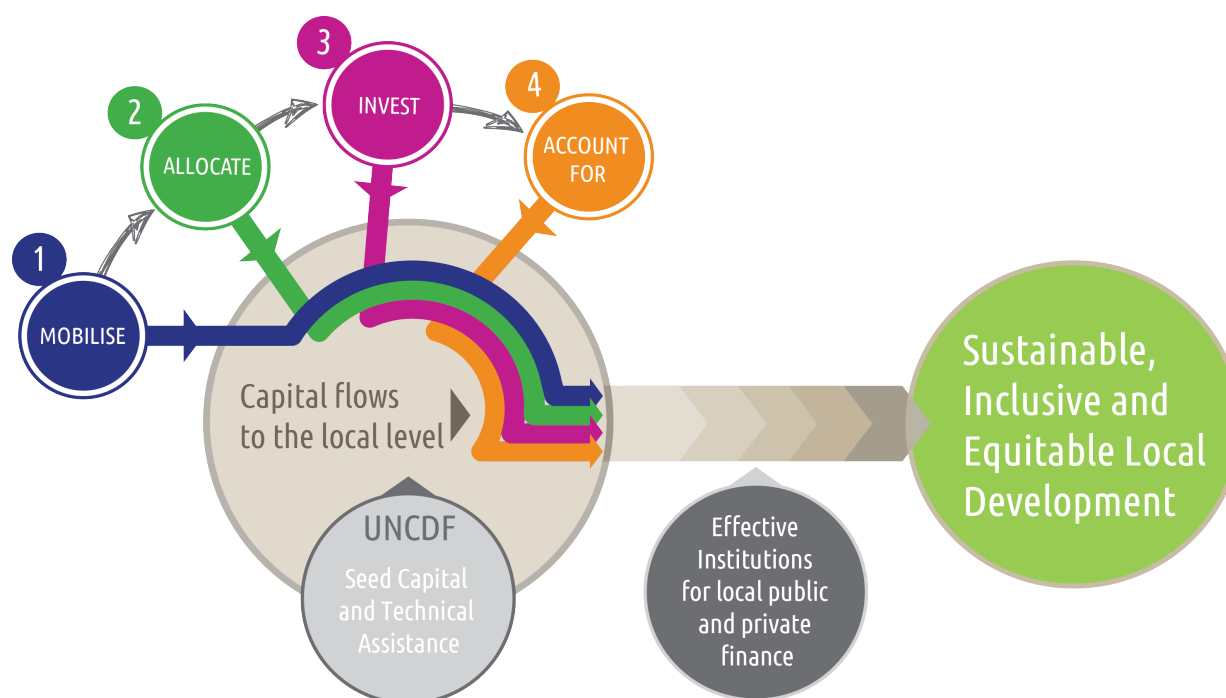 1
MOBILISE
2
ALLOCATE
3
INVEST
4
ACCOUNT
FOR
Capital flows
to the local level
UNCDF
Seed Capital
and Technical
Assistance
Effective
Institutions
for local public
and private
finance
Sustainable,
Inclusive and
Equitable Local
Development